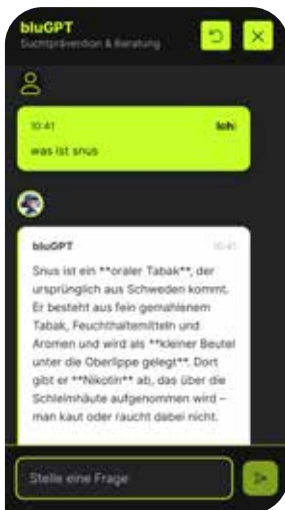 bluGPT
Suchtprävention & Beratung
10:41 Ich:
was ist snus
bluGPT 10:41
Snus ist ein **oraler Tabak**, der
ursprünglich aus Schweden kommt.
Er besteht aus fein gemahlenem
Tabak, Feuchthaltemitteln und
Aromen und wird als **kleiner Beutel
unter die Oberlippe gelegt**. Dort
gibt er **Nikotin** ab, das über die
Schleimhäute aufgenommen wird –
man kaut oder raucht dabei nicht.
Stelle eine Frage